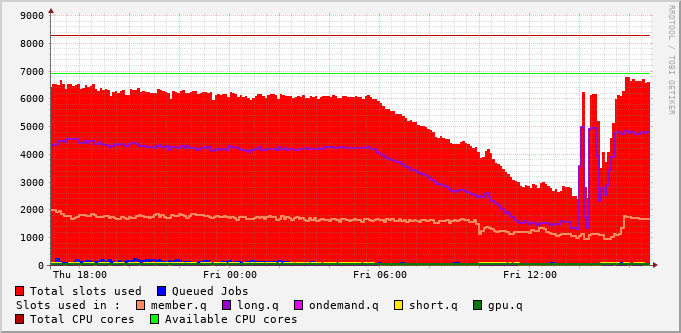 RRDTOOL / TOBI OETIKER
9000
8000
7000
6000
5000
4000
3000
2000
1000
0
Thu 18:00 Fri 00:00 Fri 06:00 Fri 12:00
Total slots used Queued Jobs
Slots used in : member.q long.q ondemand.q short.q gpu.q
Total CPU cores Available CPU cores